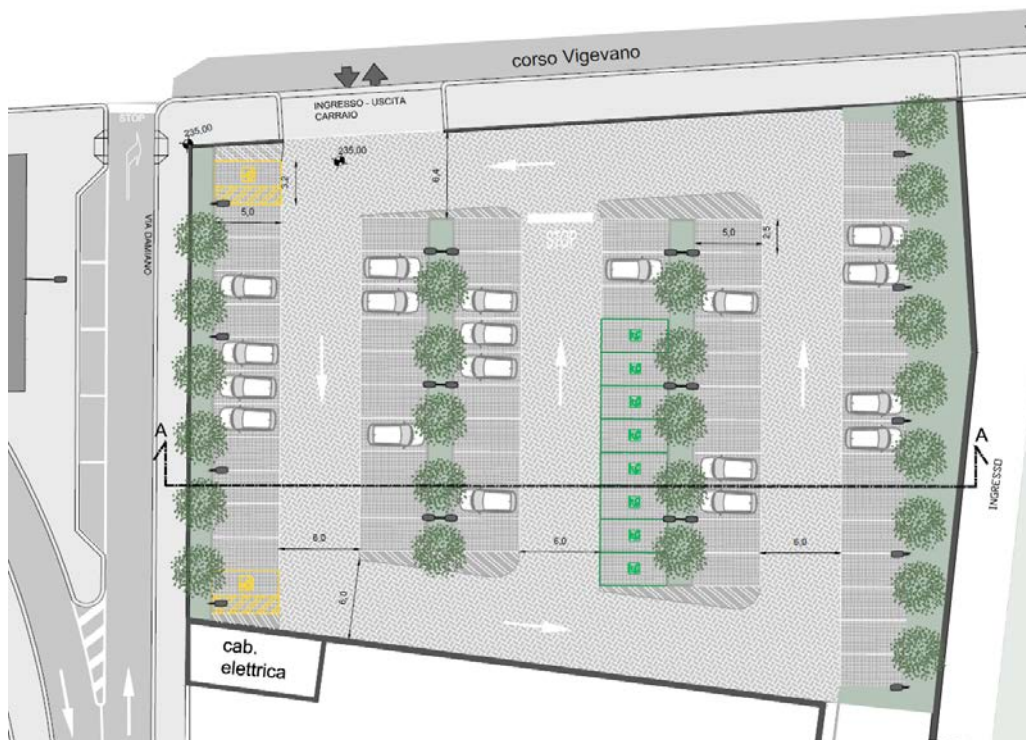 corso Vigevano
INGRESSO - USCITA
CARRAIO
STOP
235,00
235,00
3,2
6,4
5,0
VIA DAMIANO
STOP
5,0
2,5
A
A
INGRESSO
6,0
6,0
6,0
6,0
cab.
elettrica